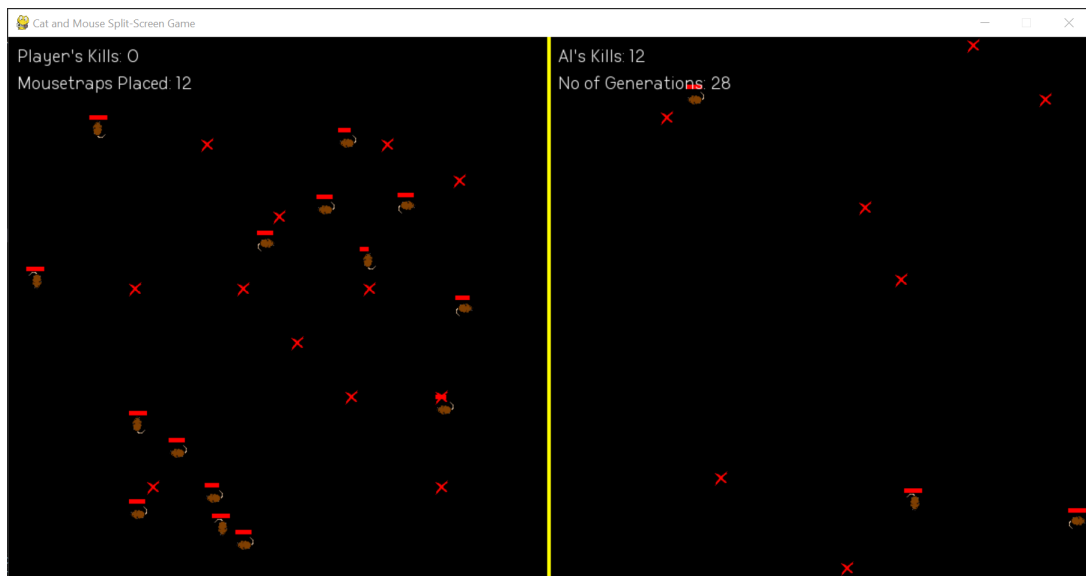 Cat and Mouse Split-Screen Game
Player's Kills: 0
Mousetraps Placed: 12
AI's Kills: 12
No of Generations: 28